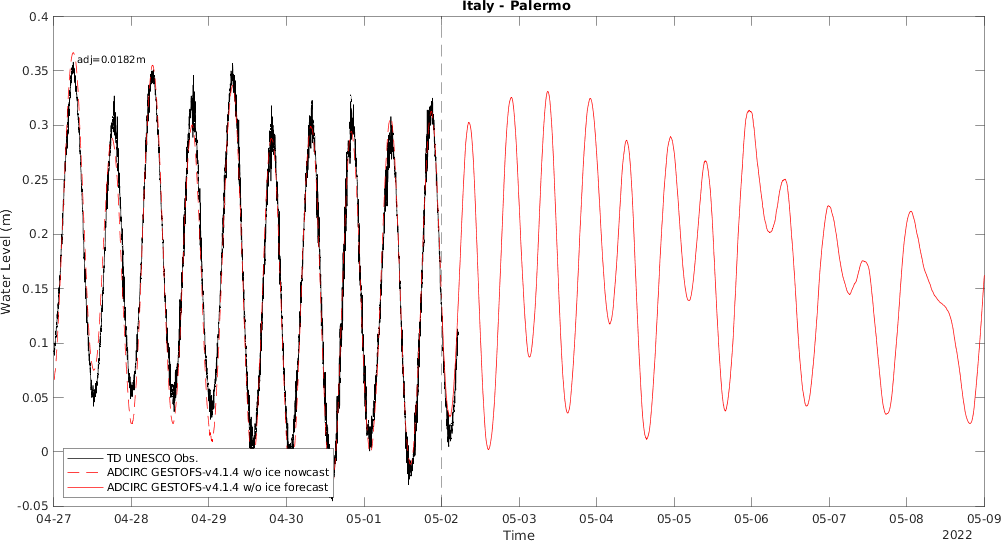 Italy - Palermo
0.4
0.35
0.3
0.25
0.2
0.15
0.1
0.05
0
-0.05
Water Level (m)
adj=0.0182m
TD UNESCO Obs.
ADCIRC GESTOFS-v4.1.4 w/o ice nowcast
ADCIRC GESTOFS-v4.1.4 w/o ice forecast
04-27 04-28 04-29 04-30 05-01 05-02 05-03 05-04 05-05 05-06 05-07 05-08 05-09
Time
2022